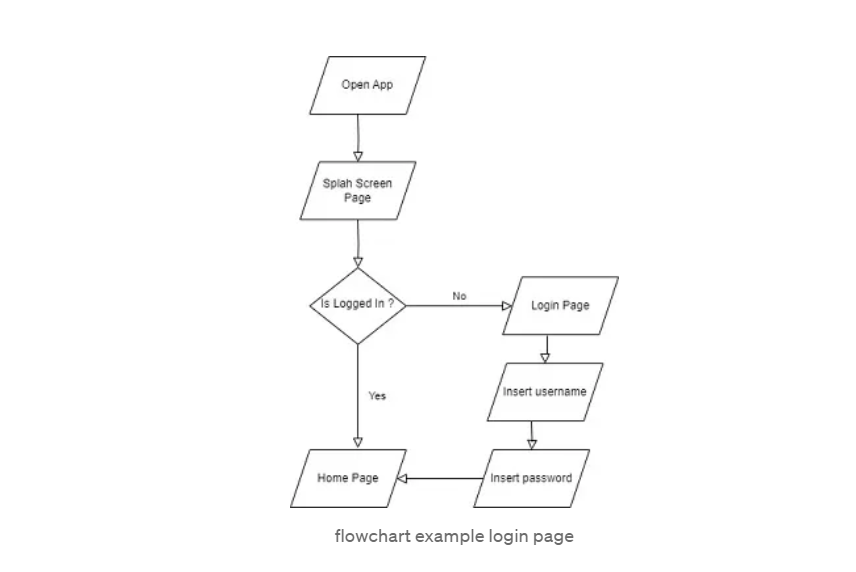 Open App
Splah Screen
Page
Is Logged In ?
No
Login Page
Insert username
Yes
Home Page
Insert password
flowchart example login page